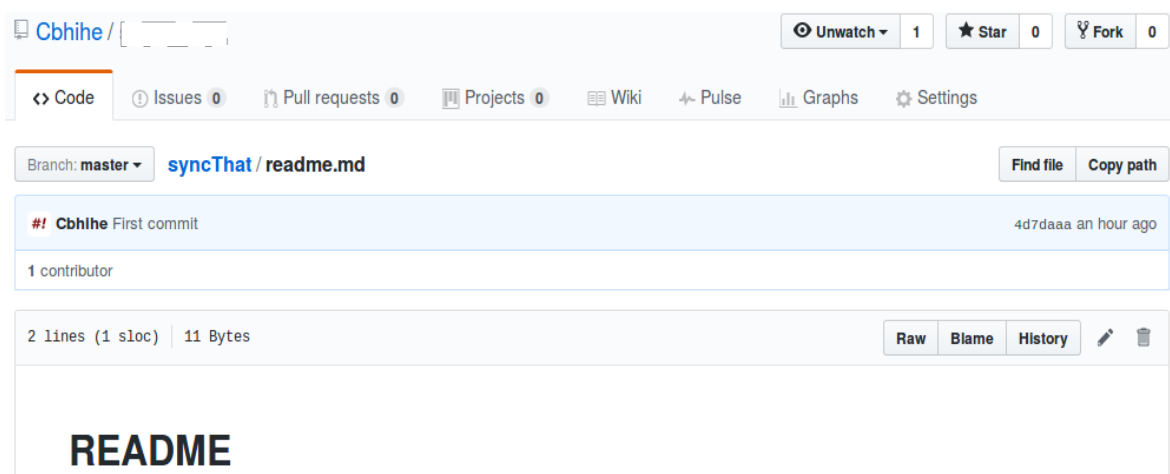 Cbhihe /
Unwatch 1 Star 0 Fork 0
<> Code Issues 0 Pull requests 0 Projects 0 Wiki Pulse Graphs Settings
Branch: master syncThat / readme.md Find file Copy path
#! Cbhihe First commit 4d7daaa an hour ago
1 contributor
2 lines (1 sloc) 11 Bytes Raw Blame History
README